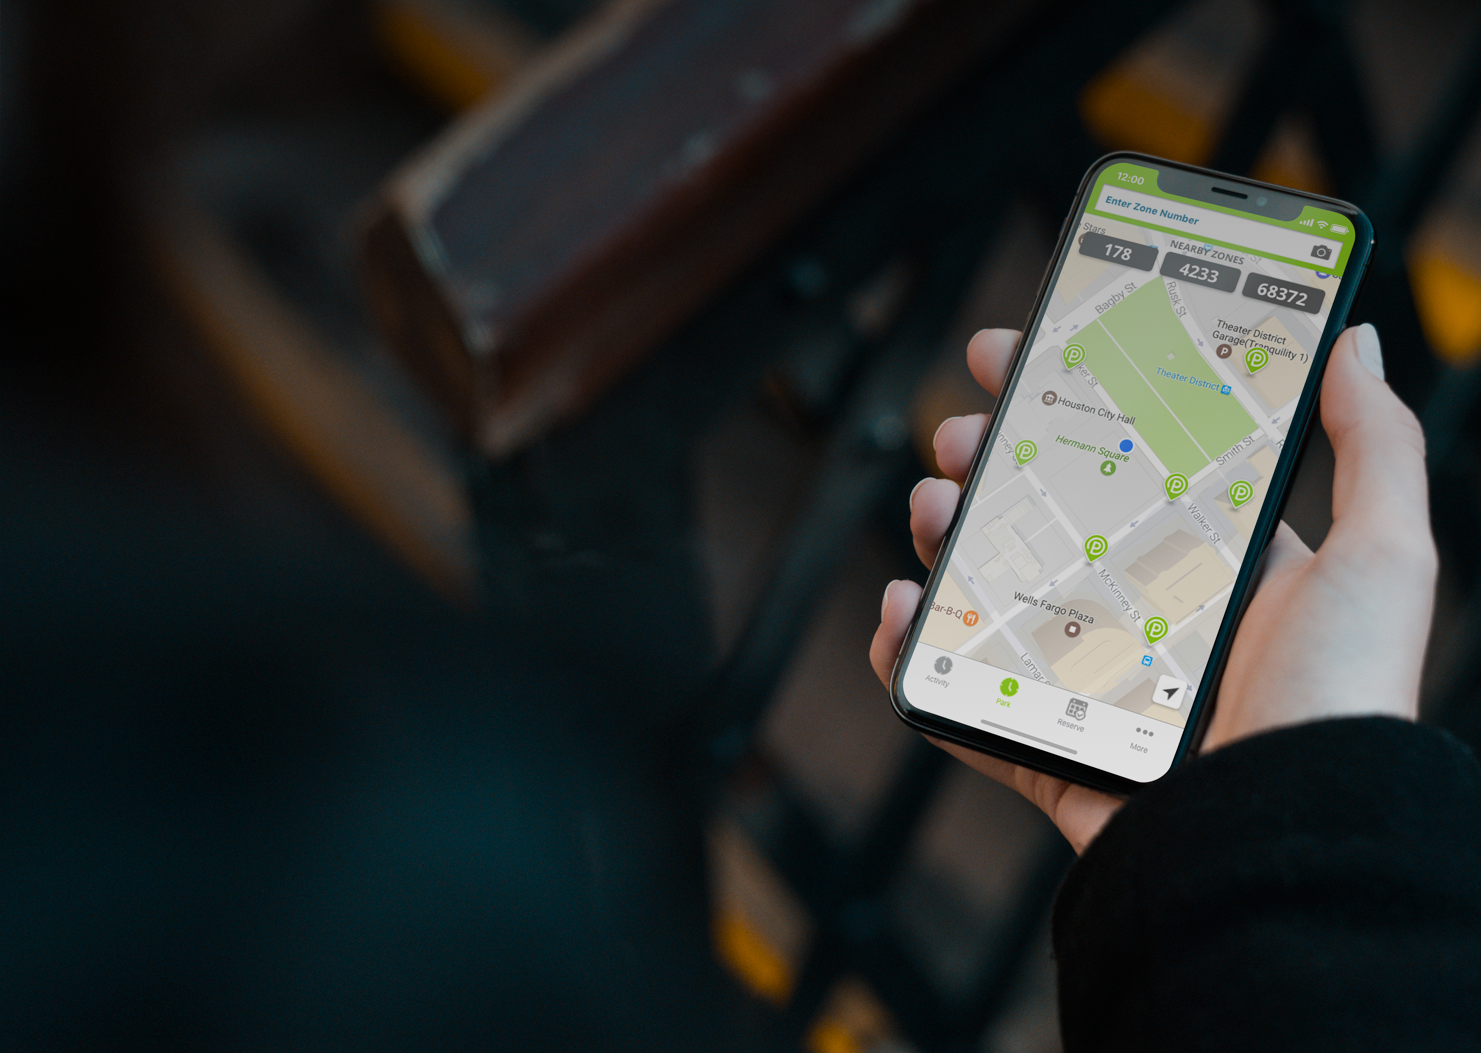 12:00
Enter Zone Number
Stars
NEARBY ZONES
178
4233
68372
Bagby St
Rusk St
Theater District
Garage(Tranquility 1)
P
Theater District
ker St
Houston City Hall
Hermann Square
Smith St
Walker St
McKinney St
Wells Fargo Plaza
Bar-B-Q
Lamar
Activity
Park
Reserve
More